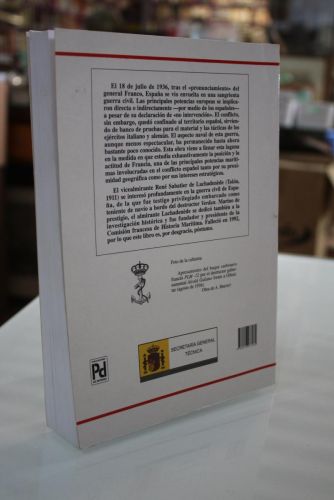 El 18 de julio de 1936, tras el «pronunciamiento» del
general Franco, España se vio envuelta en una sangrienta
guerra civil. Las principales potencias europeas se implica-
ron directa o indirectamente —por medio de los españoles—
a pesar de su declaración de «no intervención». El conflicto,
sin embargo, quedó confinado al territorio español, sirvien-
do de banco de pruebas para el material y las tácticas de los
ejércitos italiano y alemán. El aspecto naval de esta guerra,
aunque menos espectacular, ha permanecido hasta ahora
bastante poco conocido. Esta obra viene a llenar esta laguna
en la medida en que estudia exhaustivamente la posición y la
actitud de Francia, una de las principales potencias marítí-
mas involucradas en el conflicto español tanto por su proxi-
midad geográfica como por sus intereses estratégicos.
El vicealmirante René Sabatier de Lachadenède (Toulon,
1911) se interesó profundamente en la guerra civil de Espa-
ña, de la que fue testigo privilegiado embarcado como
teniente de navío a bordo del destructor Verdun. Marino de
prestigio, el almirante Lachadenède se dedicó también a la
investigación histórica y fue fundador y presidente de la
Comisión francesa de Historia Marítima. Falleció en 1992,
por lo que este libro es, por desgracia, póstumo.
Foto de la cubierta:
SECRETARÍA GENERAL
TÉCNICA
Pd